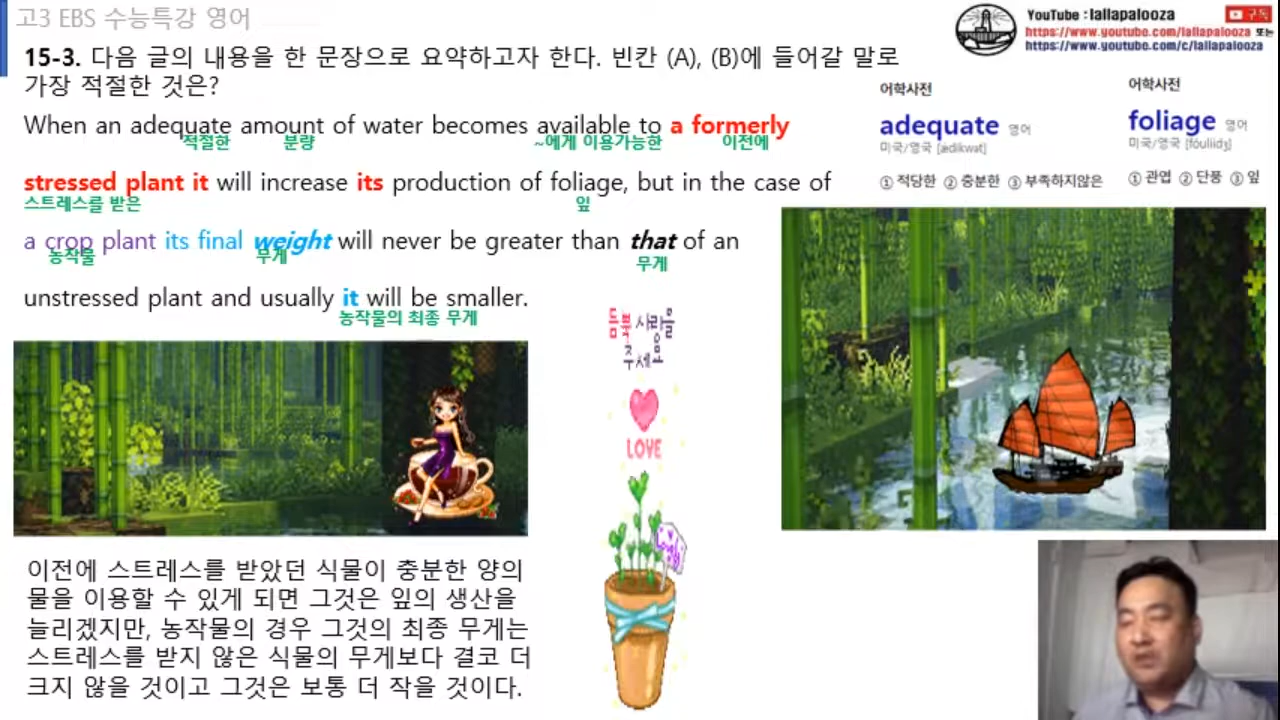 고3 EBS 수능특강 영어
YouTube : lallapalooza
구독
https://www.youtube.com/lallapalooza 또는
https://www.youtube.com/c/lallapalooza
15-3. 다음 글의 내용을 한 문장으로 요약하고자 한다. 빈칸 (A), (B)에 들어갈 말로
가장 적절한 것은?
When an adequate amount of water becomes available to a formerly
적절한 분량 ~에게 이용가능한 이전에
stressed plant it will increase its production of foliage, but in the case of
스트레스를 받은 잎
a crop plant its final weight will never be greater than that of an
농작물 무게 무게
unstressed plant and usually it will be smaller.
농작물의 최종 무게
어학사전
adequate 영어
미국/영국 [ædikwət]
① 적당한 ② 충분한 ③ 부족하지않은
어학사전
foliage 영어
미국/영국 [fóuliidʒ]
① 관엽 ② 단풍 ③ 잎
듬뿍 사랑을
주세요
LOVE
이전에 스트레스를 받았던 식물이 충분한 양의
물을 이용할 수 있게 되면 그것은 잎의 생산을
늘리겠지만, 농작물의 경우 그것의 최종 무게는
스트레스를 받지 않은 식물의 무게보다 결코 더
크지 않을 것이고 그것은 보통 더 작을 것이다.